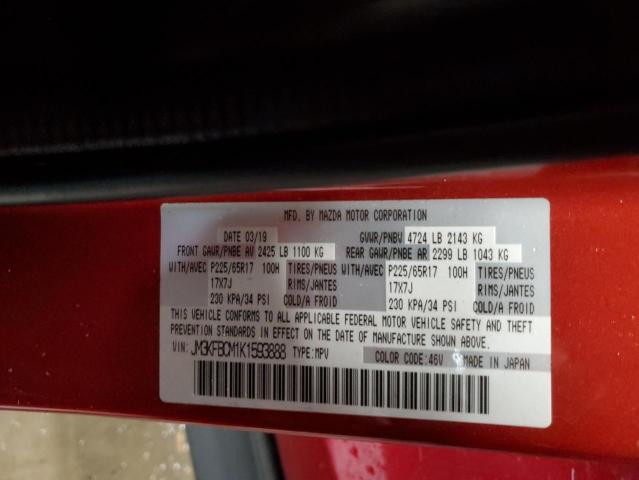 MFD. BY MAZDA MOTOR CORPORATION
DATE 03/19 GVWR/PNBV 4724 LB 2143 KG
FRONT GAWR/PNBE AV 2425 LB 1100 KG REAR GAWR/PNBE AR 2299 LB 1043 KG
WITH/AVEC P225/65R17 100H TIRES/PNEUS WITH/AVEC P225/65R17 100H TIRES/PNEUS
17X7J RIMS/JANTES 17X7J RIMS/JANTES
230 KPA/34 PSI COLD/A FROID 230 KPA/34 PSI COLD/A FROID
THIS VEHICLE CONFORMS TO ALL APPLICABLE FEDERAL MOTOR VEHICLE SAFETY AND THEFT
PREVENTION STANDARDS IN EFFECT ON THE DATE OF MANUFACTURE SHOWN ABOVE.
VIN: JM3KFBCM1K1593888 TYPE:MPV COLOR CODE:46V MADE IN JAPAN